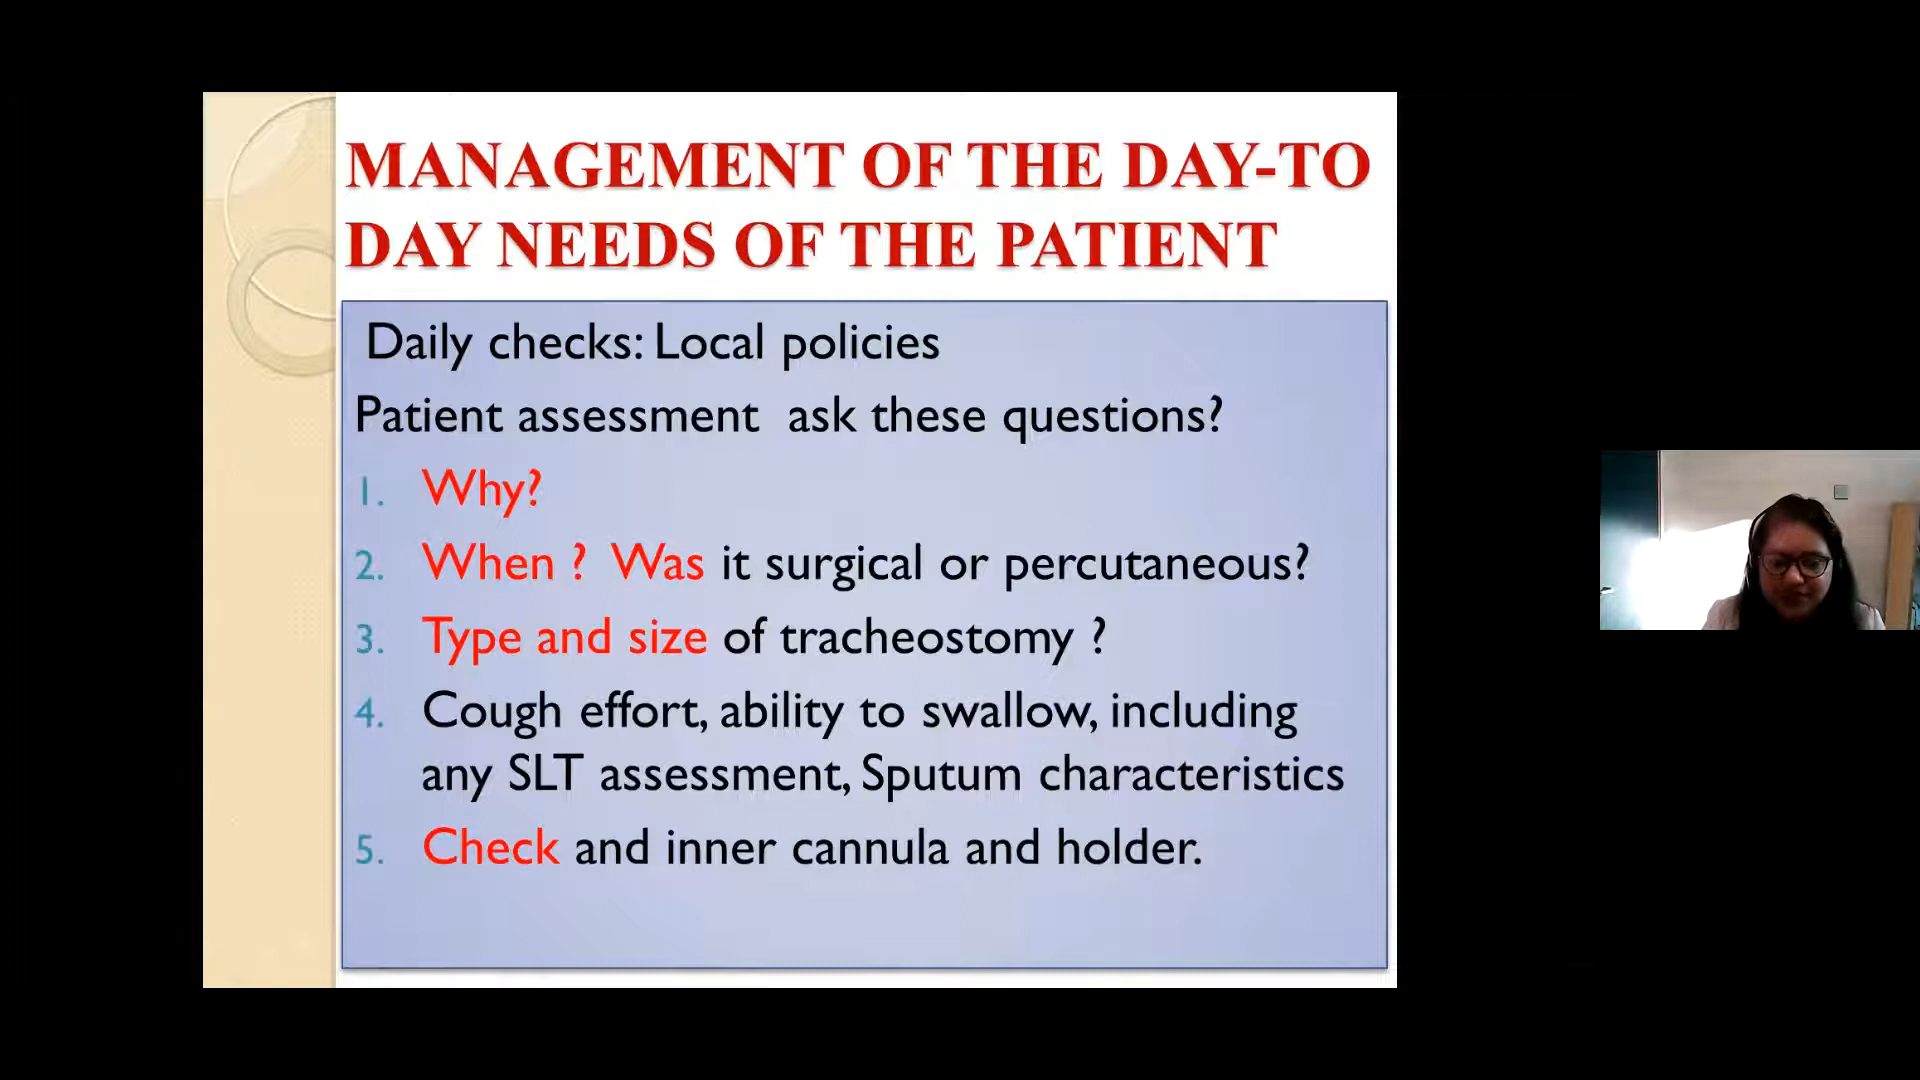 MANAGEMENT OF THE DAY-TO
DAY NEEDS OF THE PATIENT
Daily checks: Local policies
Patient assessment ask these questions?
1. Why?
2. When ? Was it surgical or percutaneous?
3. Type and size of tracheostomy ?
4. Cough effort, ability to swallow, including
any SLT assessment, Sputum characteristics
5. Check and inner cannula and holder.